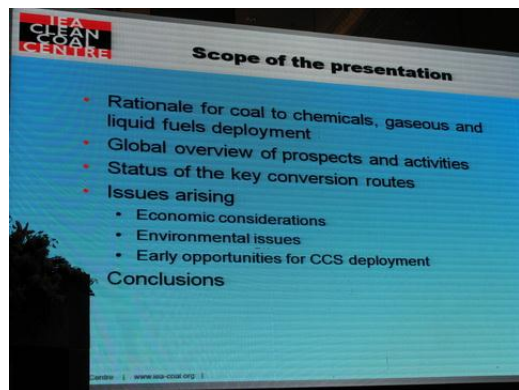 IEA
CLEAN
COAL
CENTRE
Scope of the presentation
• Rationale for coal to chemicals, gaseous and
liquid fuels deployment
• Global overview of prospects and activities
• Status of the key conversion routes
• Issues arising
• Economic considerations
• Environmental issues
• Early opportunities for CCS deployment
Conclusions
Centre | www.iea-coal.org |